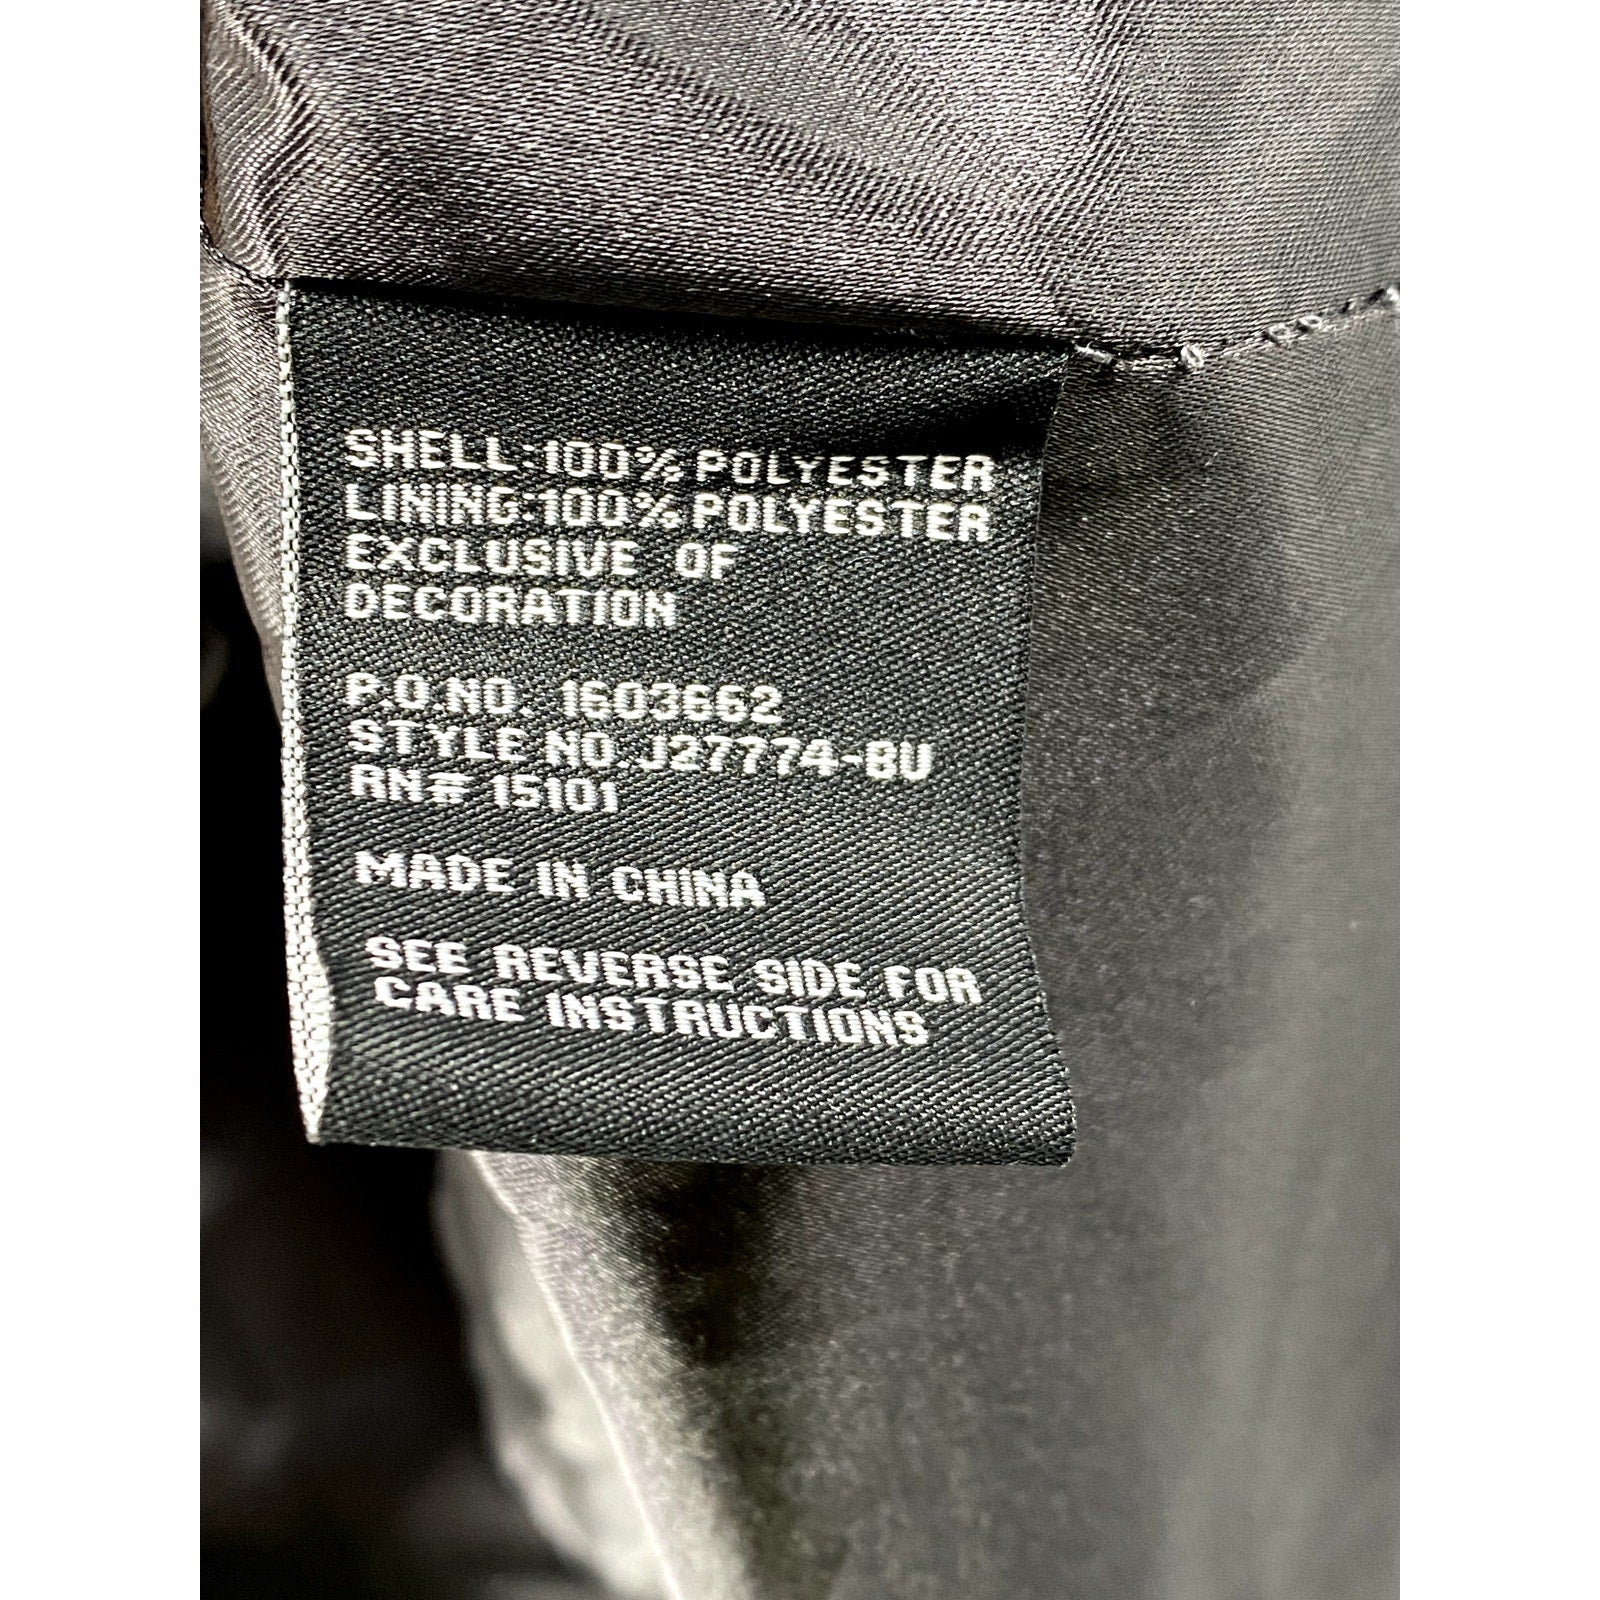 SHELL:100% POLYESTER
LINING:100% POLYESTER
EXCLUSIVE OF
DECORATION
P.O.NO. 1603662
STYLE NO.J27774-8U
RN# 15101
MADE IN CHINA
SEE REVERSE SIDE FOR
CARE INSTRUCTIONS